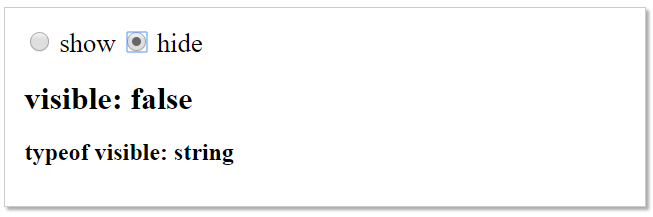 show hide
visible: false
typeof visible: string